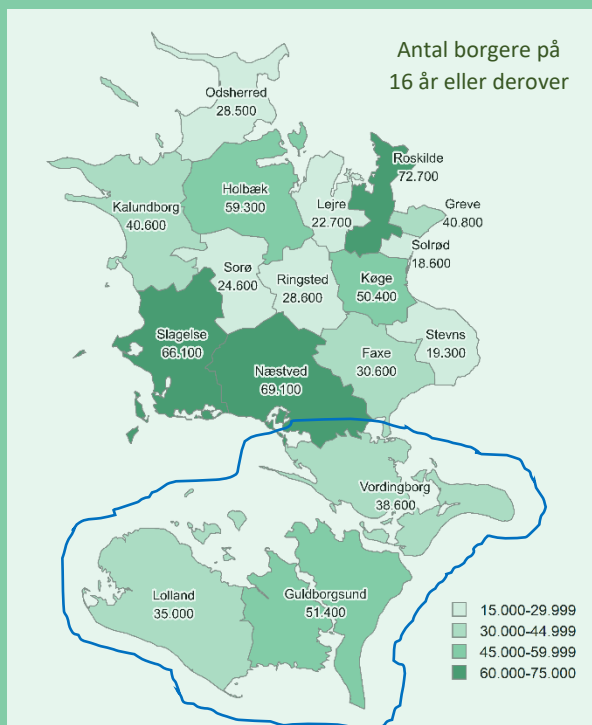 Antal borgere på
16 år eller derover
Odsherred
28.500
Roskilde
72.700
Holbæk
59.300
Lejre
22.700
Kalundborg
40.600
Greve
40.800
Solrød
18.600
Sorø
24.600
Ringsted
28.600
Køge
50.400
Slagelse
66.100
Stevns
19.300
Faxe
30.600
Næstved
69.100
Vordingborg
38.600
Lolland
35.000
Guldborgsund
51.400
15.000-29.999
30.000-44.999
45.000-59.999
60.000-75.000